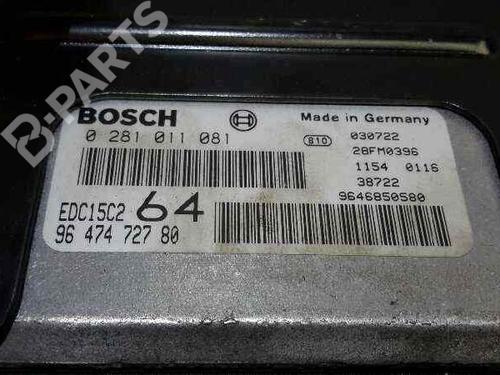 B-PARTS
BOSCH
Made in Germany
0 281 011 081
810
030722
28FM0396
1154 0116
38722
9646850580
EDC15C2 64
96 474 727 80